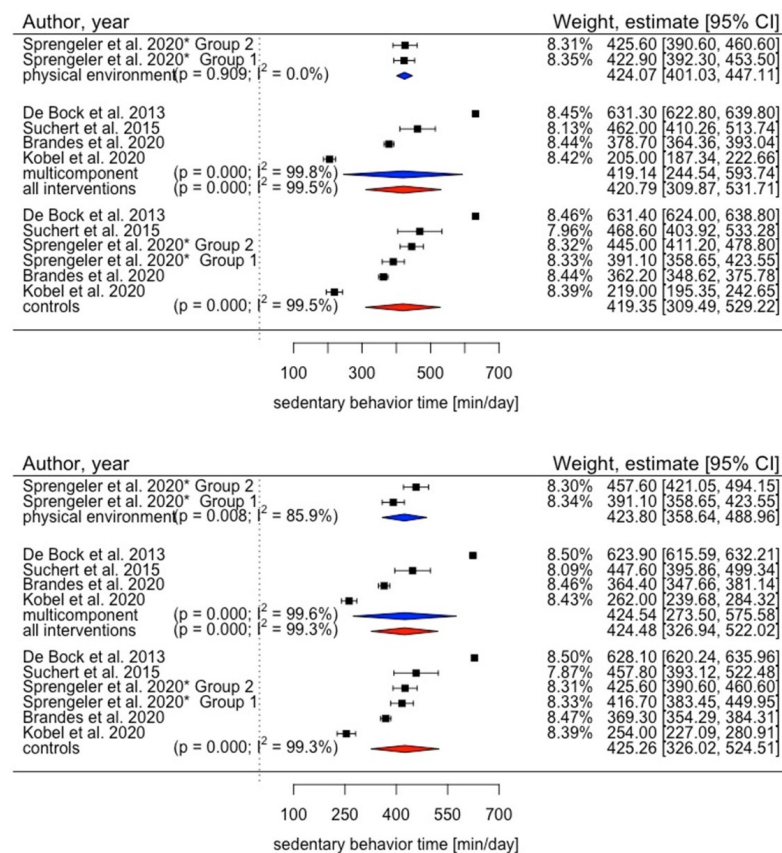 Author, year Weight, estimate [95% CI]
Sprengeler et al. 2020* Group 2 8.31% 425.60 [390.60, 460.60]
Sprengeler et al. 2020* Group 1 8.35% 422.90 [392.30, 453.50]
physical environment (p = 0.909; I² = 0.0%) 424.07 [401.03, 447.11]
De Bock et al. 2013 8.45% 631.30 [622.80, 639.80]
Suchert et al. 2015 8.13% 462.00 [410.26, 513.74]
Brandes et al. 2020 8.44% 378.70 [364.36, 393.04]
Kobel et al. 2020 8.42% 205.00 [187.34, 222.66]
multicomponent (p = 0.000; I² = 99.8%) 419.14 [244.54, 593.74]
all interventions (p = 0.000; I² = 99.5%) 420.79 [309.87, 531.71]
De Bock et al. 2013 8.46% 631.40 [624.00, 638.80]
Suchert et al. 2015 7.96% 468.60 [403.92, 533.28]
Sprengeler et al. 2020* Group 2 8.32% 445.00 [411.20, 478.80]
Sprengeler et al. 2020* Group 1 8.33% 391.10 [358.65, 423.55]
Brandes et al. 2020 8.44% 362.20 [348.62, 375.78]
Kobel et al. 2020 8.39% 219.00 [195.35, 242.65]
controls (p = 0.000; I² = 99.5%) 419.35 [309.49, 529.22]
100 300 500 700
sedentary behavior time [min/day]
Author, year Weight, estimate [95% CI]
Sprengeler et al. 2020* Group 2 8.30% 457.60 [421.05, 494.15]
Sprengeler et al. 2020* Group 1 8.34% 391.10 [358.65, 423.55]
physical environment (p = 0.008; I² = 85.9%) 423.80 [358.64, 488.96]
De Bock et al. 2013 8.50% 623.90 [615.59, 632.21]
Suchert et al. 2015 8.09% 447.60 [395.86, 499.34]
Brandes et al. 2020 8.46% 364.40 [347.66, 381.14]
Kobel et al. 2020 8.43% 262.00 [239.68, 284.32]
multicomponent (p = 0.000; I² = 99.6%) 424.54 [273.50, 575.58]
all interventions (p = 0.000; I² = 99.3%) 424.48 [326.94, 522.02]
De Bock et al. 2013 8.50% 628.10 [620.24, 635.96]
Suchert et al. 2015 7.87% 457.80 [393.12, 522.48]
Sprengeler et al. 2020* Group 2 8.31% 425.60 [390.60, 460.60]
Sprengeler et al. 2020* Group 1 8.33% 416.70 [383.45, 449.95]
Brandes et al. 2020 8.47% 369.30 [354.29, 384.31]
Kobel et al. 2020 8.39% 254.00 [227.09, 280.91]
controls (p = 0.000; I² = 99.3%) 425.26 [326.02, 524.51]
100 250 400 700
sedentary behavior time [min/day]